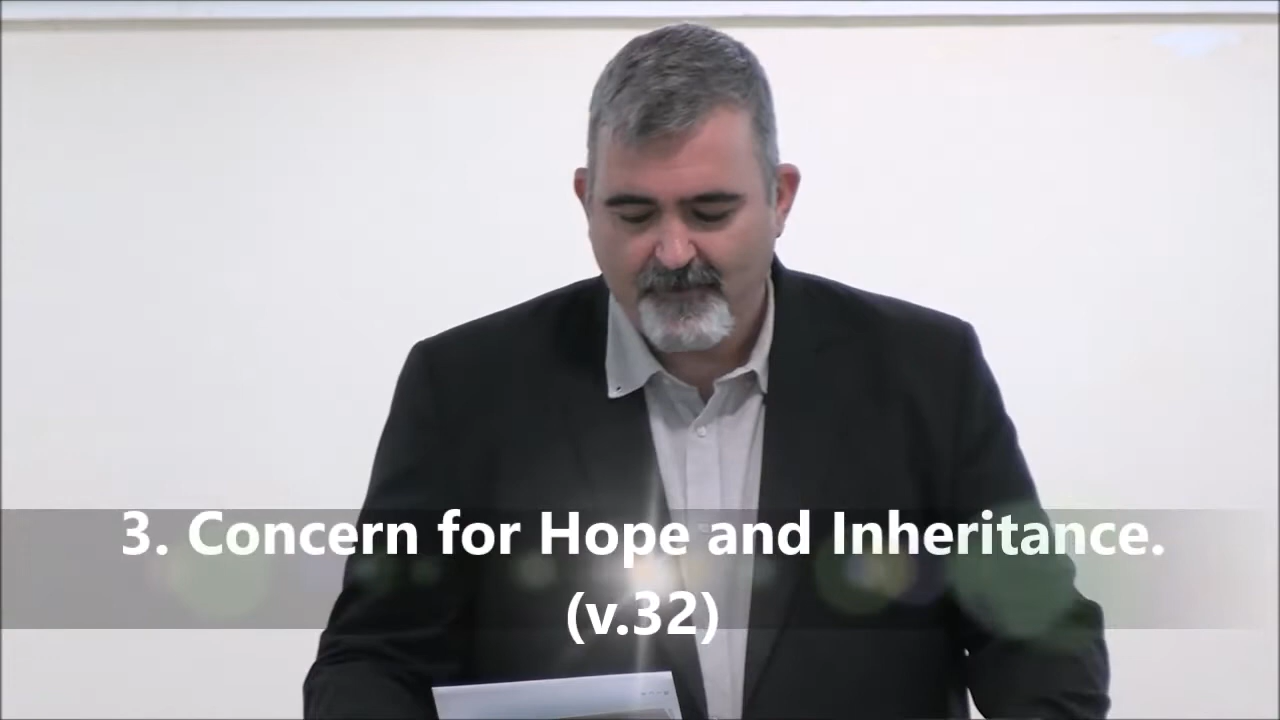 3. Concern for Hope and Inheritance.
(v.32)